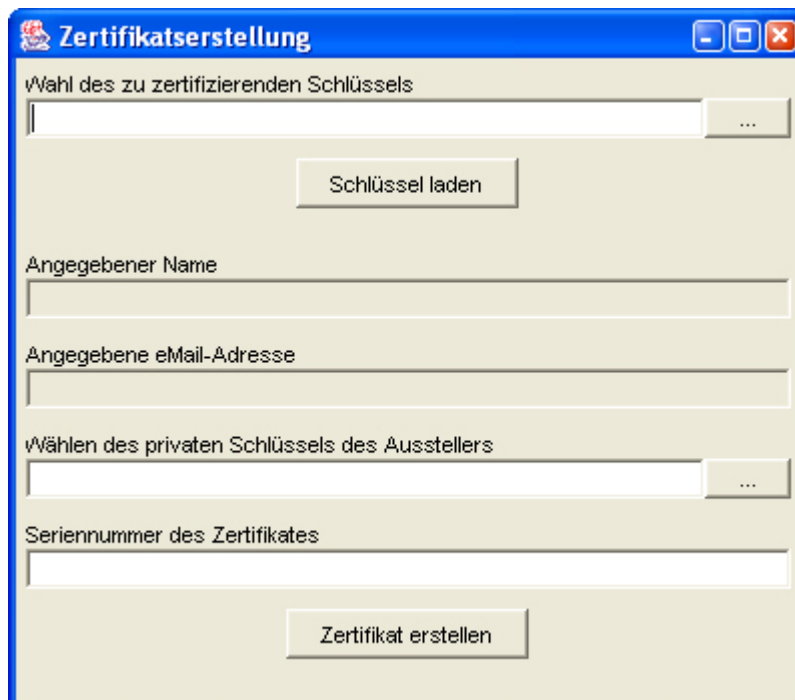 Zertifikatserstellung
Wahl des zu zertifizierenden Schlüssels
...
Schlüssel laden
Angegebener Name
Angegebene eMail-Adresse
Wählen des privaten Schlüssels des Ausstellers
...
Seriennummer des Zertifikates
Zertifikat erstellen